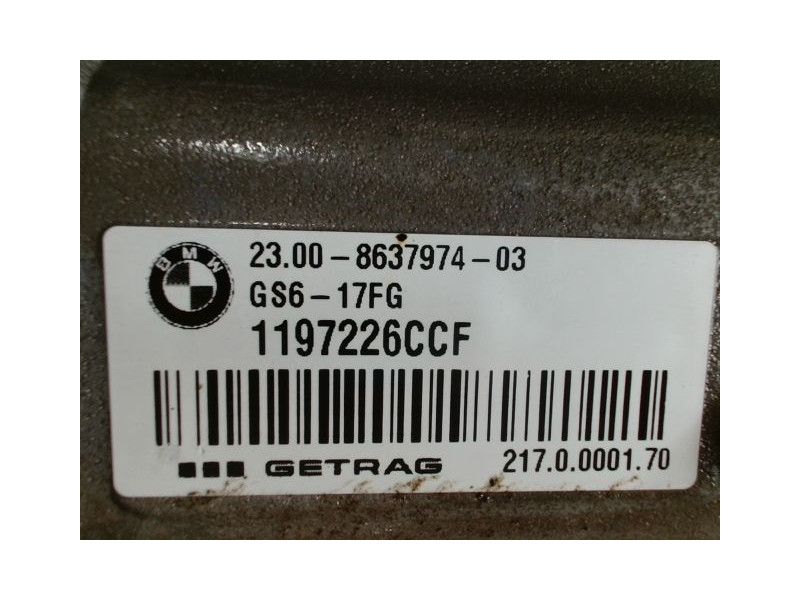 BMW
23.00-8637974-03
GS6-17FG
1197226CCF
GETRAG
217.0.0001.70